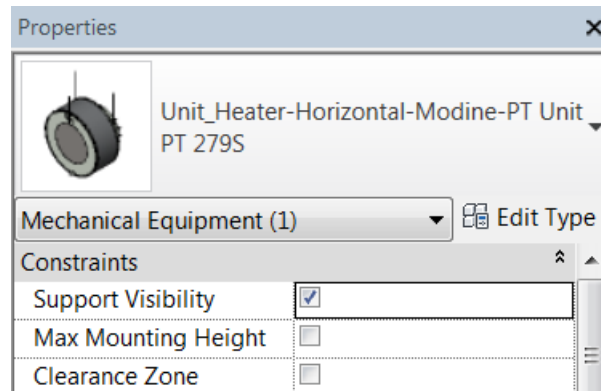 Properties
Unit_Heater-Horizontal-Modine-PT Unit
PT 279S
Mechanical Equipment (1)
Edit Type
Constraints
Support Visibility
Max Mounting Height
Clearance Zone